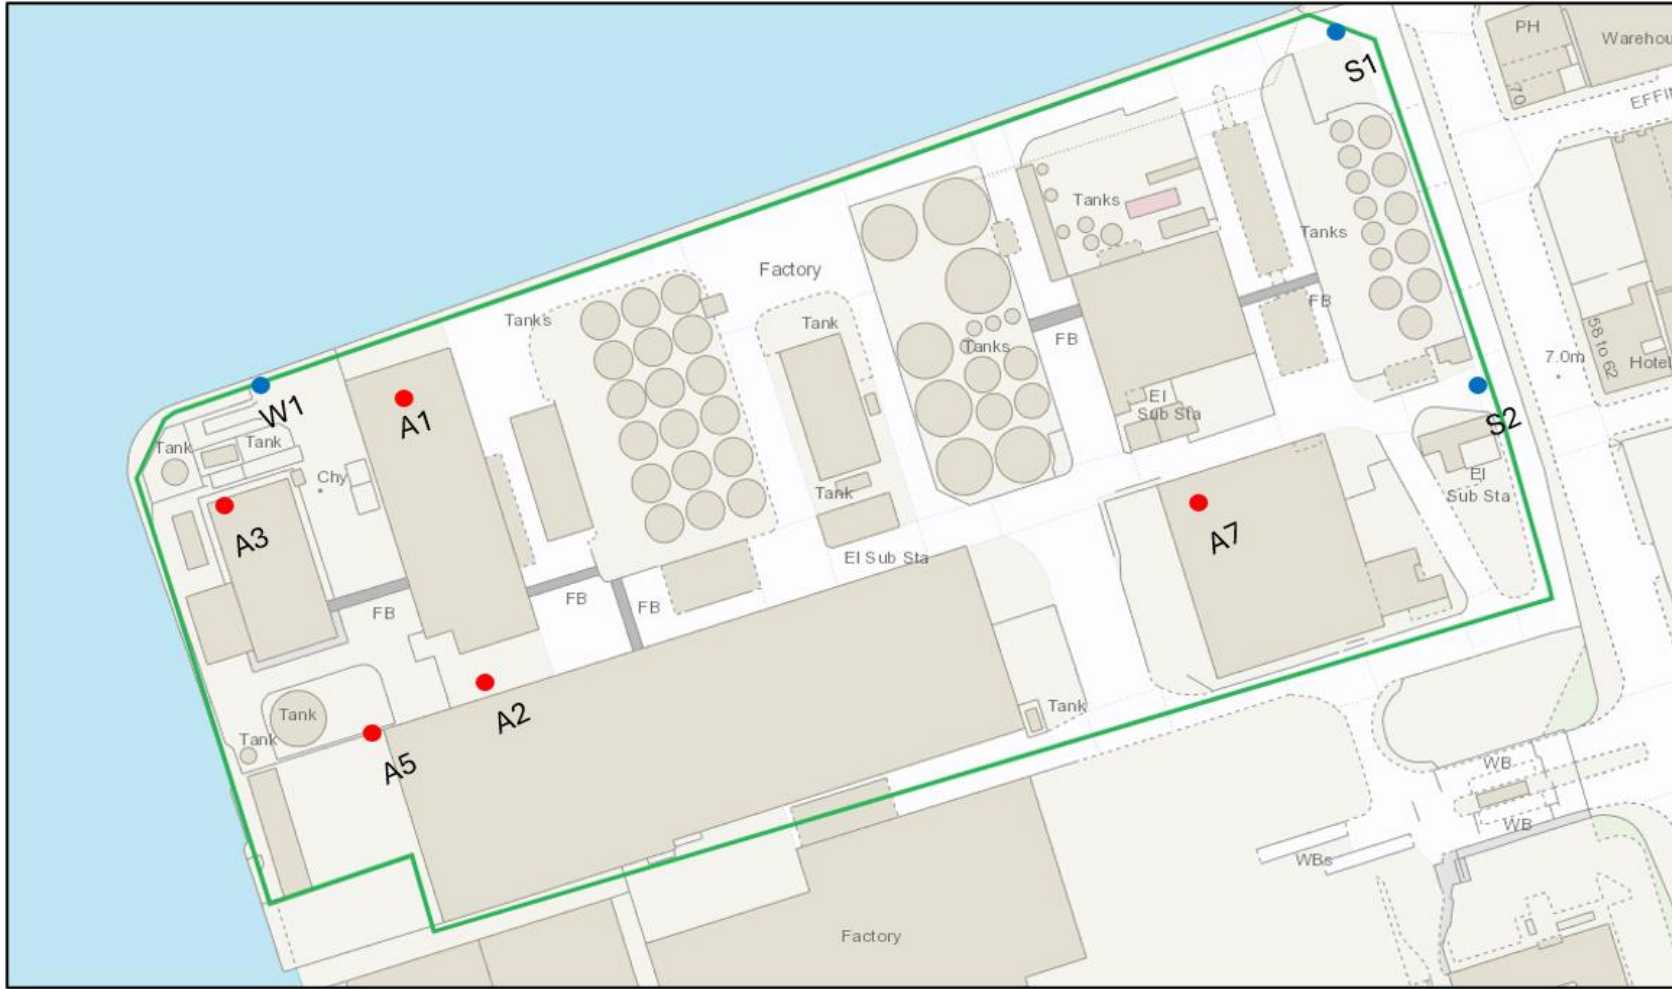 PH
Warehou
S1
70
EFFIN
Tanks
Tanks
Factory
Tanks
Tank
FB
FB
Tanks
58 to 62
7.0m
Hotel
W1
A1
El
Sub Sta
S2
Tank
Tank
Chy
El
Sub Sta
Tank
A3
A7
El Sub Sta
FB
FB
FB
Tank
A2
Tank
Tank
A5
WB
WB
WBs
Factory